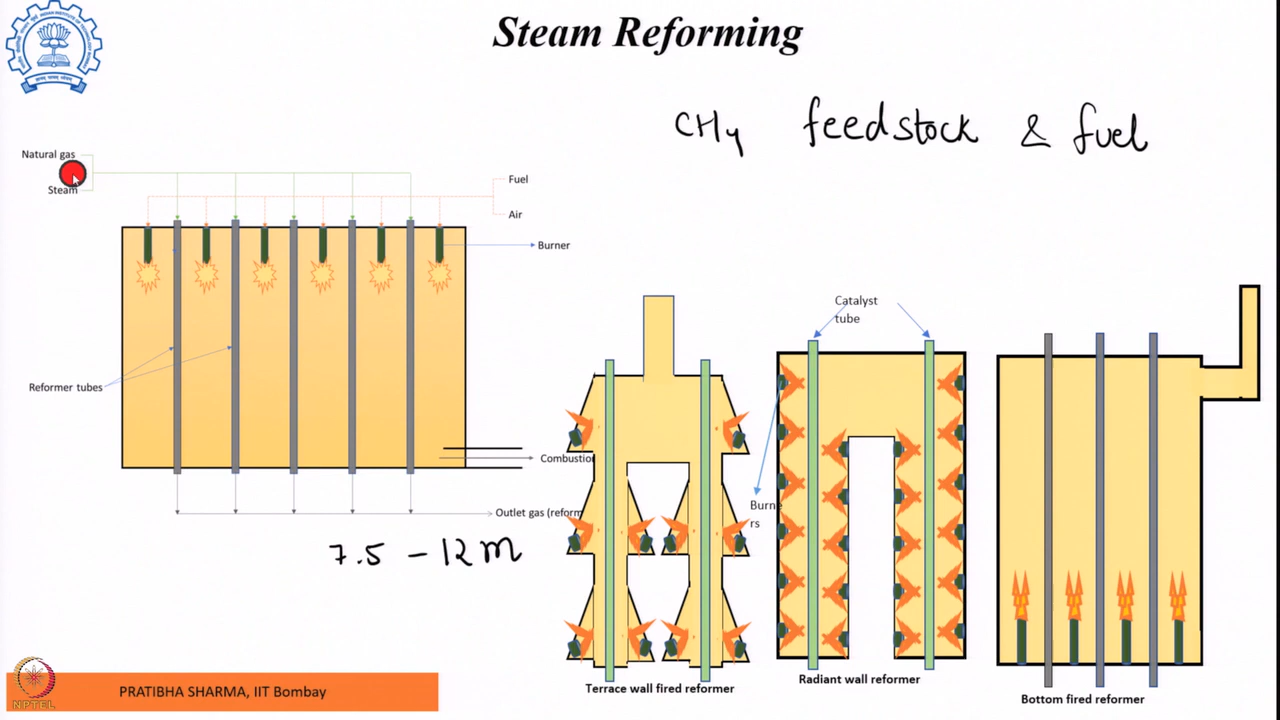 Steam Reforming
CH4 feedstock & fuel
Natural gas
Steam
Fuel
Air
Burner
Reformer tubes
Combustion
Outlet gas (reform
7.5 - 12 m
Catalyst
tube
Burne
rs
Terrace wall fired reformer
Radiant wall reformer
Bottom fired reformer
PRATIBHA SHARMA, IIT Bombay
NPTEL